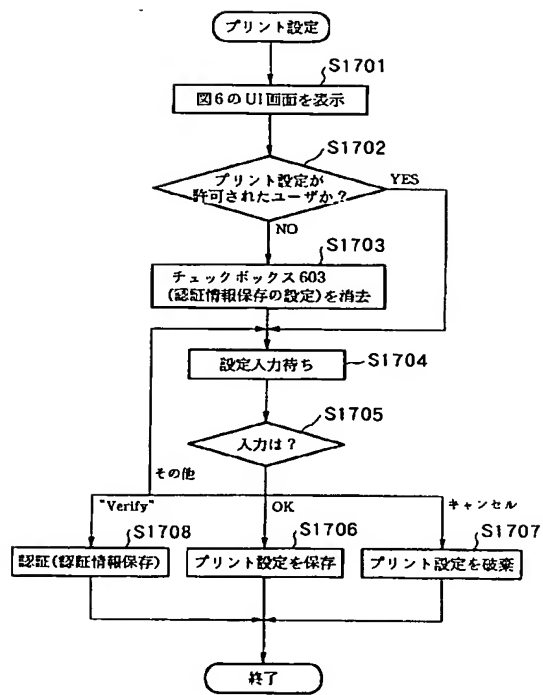 プリント設定
S1701
図6のUI画面を表示
S1702
プリント設定が
許可されたユーザか？
YES
NO
S1703
チェックボックス603
(認証情報保存の設定)を消去
設定入力待ち
S1704
S1705
入力は？
その他
"Verify"
OK
キャンセル
S1708
S1706
S1707
認証(認証情報保存)
プリント設定を保存
プリント設定を破棄
終了